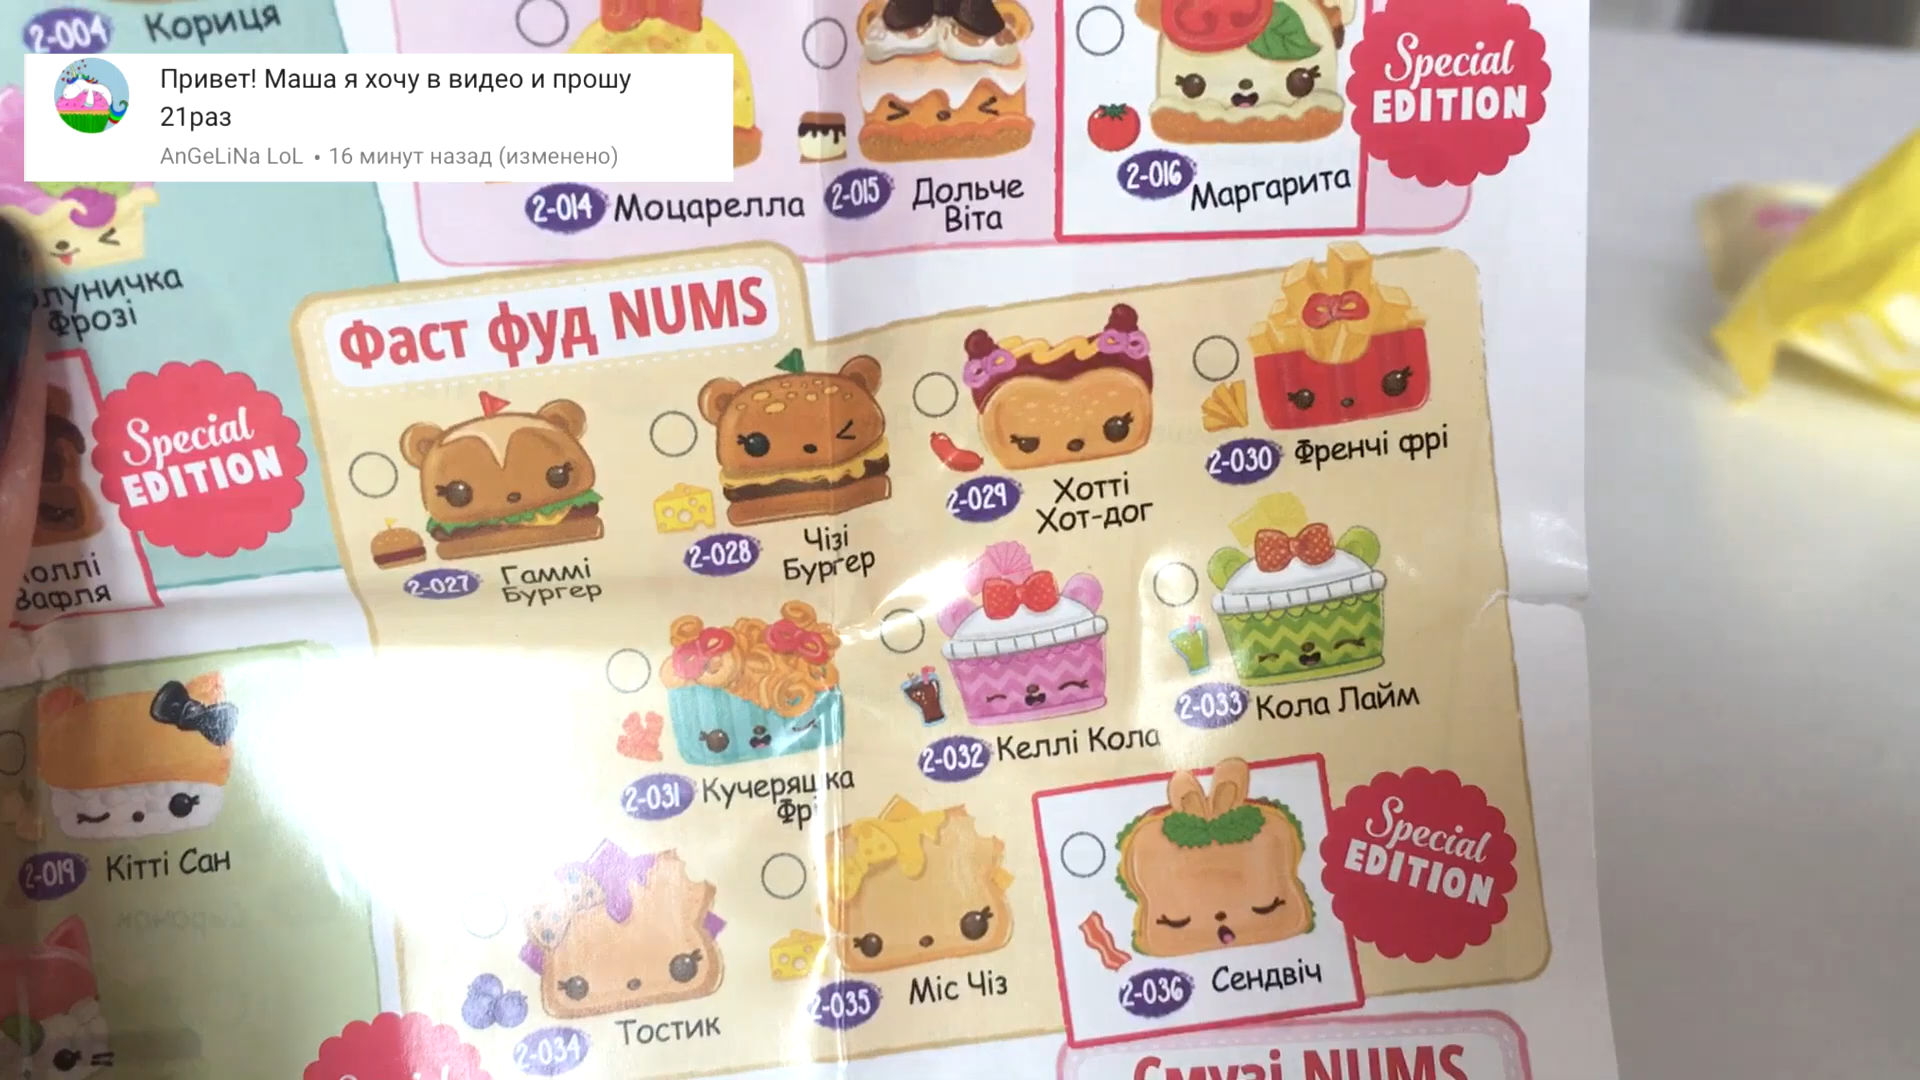 2-004 Кориця
Привет! Маша я хочу в видео и прошу
21раз
AnGeLiNa LoL • 16 минут назад (изменено)
2-014 Моцарелла
2-015 Дольче
Віта
2-016 Маргарита
Special
EDITION
фрозі
Special
EDITION
Фаст фуд NUMS
2-027 Гаммі
Бургер
2-028 Чізі
Бургер
2-029 Хотті
Хот-дог
2-030 Френчі фрі
2-031 Кучеряшка
Фрі
2-032 Келлі Кола
2-033 Кола Лайм
2-034 Тостик
2-035 Міс Чіз
2-036 Сендвіч
Special
EDITION
Вафля
2-019 Кітті Сан
Смузі NUMS